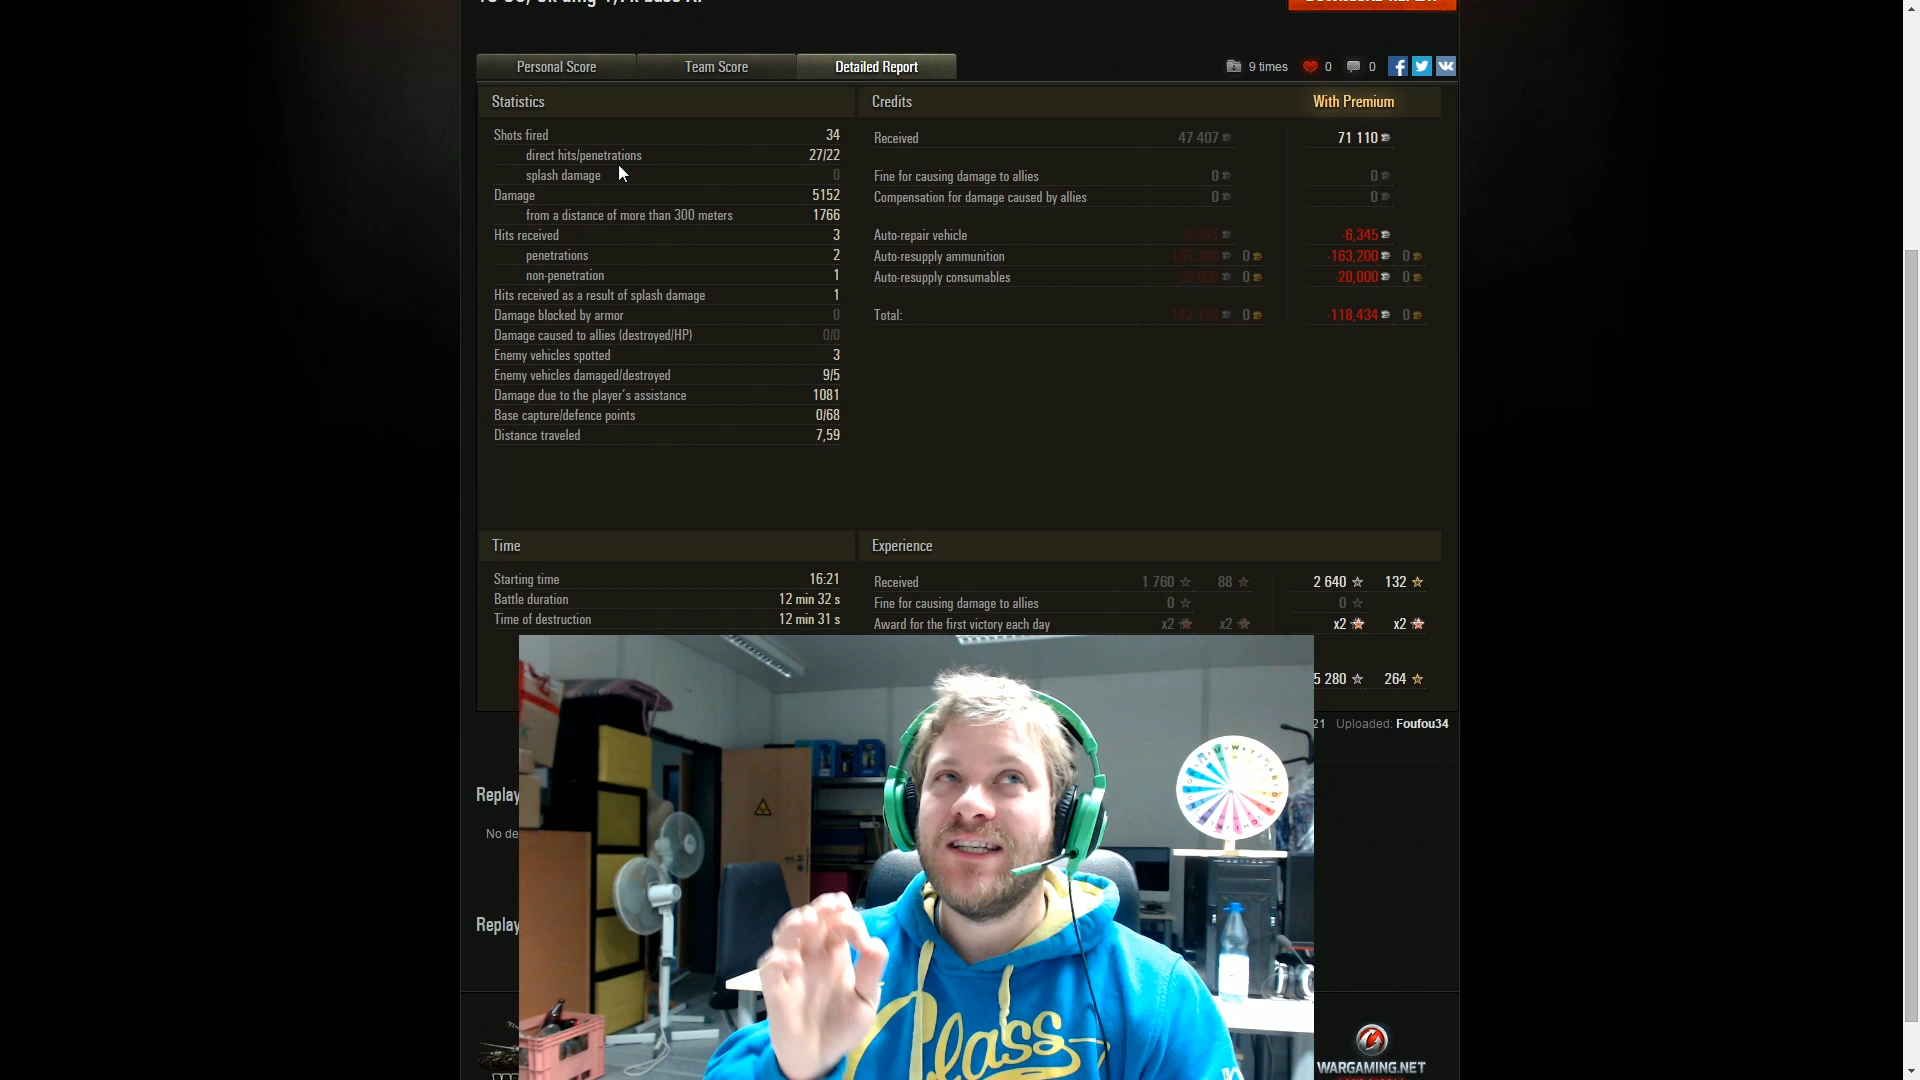 Personal Score Team Score Detailed Report 9 times 0 0
Statistics
Shots fired 34
direct hits/penetrations 27/22
splash damage 0
Damage 5152
from a distance of more than 300 meters 1766
Hits received 3
penetrations 2
non-penetration 1
Hits received as a result of splash damage 1
Damage blocked by armor 0
Damage caused to allies (destroyed/HP) 0/0
Enemy vehicles spotted 3
Enemy vehicles damaged/destroyed 9/5
Damage due to the player's assistance 1081
Base capture/defence points 0/68
Distance traveled 7,59
Credits With Premium
Received 47 407 71 110
Fine for causing damage to allies 0 0
Compensation for damage caused by allies 0 0
Auto-repair vehicle -6,345
Auto-resupply ammunition -163,200 0 -163,200 0
Auto-resupply consumables -20,000 0 -20,000 0
Total: 0 -118,434 0
Time
Starting time 16:21
Battle duration 12 min 32 s
Time of destruction 12 min 31 s
Experience
Received 1 760 88 2 640 132
Fine for causing damage to allies 0 0
Award for the first victory each day x2 x2 x2 x2
5 280 264
21 Uploaded: Foufou34
Replay
No de
Replay
Class
WARGAMING.NET